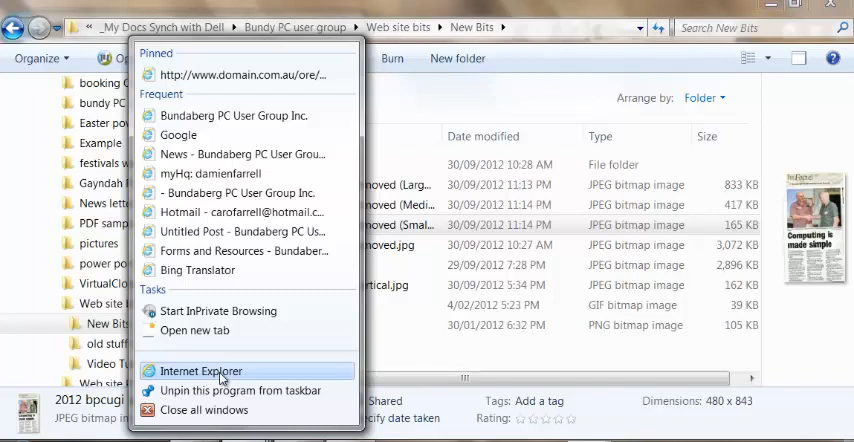 _My Docs Synch with Dell
Bundy PC user group
Web site bits
New Bits
Search New Bits
Organize
Op
Burn
New folder
Arrange by: Folder
booking
bundy PC
Easter pow
Example
festivals w
Gayndah
News lette
PDF samp
pictures
power po
VirtualClo
Web site b
New Bits
old stuff
Video Tu
Web site
Pinned
http://www.domain.com.au/ore/...
Frequent
Bundaberg PC User Group Inc.
Google
News - Bundaberg PC User Grou...
myHq: damienfarrell
- Bundaberg PC User Group Inc.
Hotmail - carofarrell@hotmail.c...
Untitled Post - Bundaberg PC Us...
Forms and Resources - Bundaber...
Bing Translator
Tasks
Start InPrivate Browsing
Open new tab
Internet Explorer
Unpin this program from taskbar
Close all windows
Date modified Type Size
30/09/2012 10:28 AM File folder
moved (Larg... 30/09/2012 11:13 PM JPEG bitmap image 833 KB
moved (Medi... 30/09/2012 11:14 PM JPEG bitmap image 417 KB
moved (Smal... 30/09/2012 11:14 PM JPEG bitmap image 165 KB
moved.jpg 30/09/2012 10:27 AM JPEG bitmap image 3,072 KB
29/09/2012 7:28 PM JPEG bitmap image 2,896 KB
rtical.jpg 30/09/2012 5:34 PM JPEG bitmap image 162 KB
4/02/2012 5:23 PM GIF bitmap image 39 KB
30/01/2012 6:32 PM PNG bitmap image 105 KB
Computing is
made simple
2012 bpcugi
JPEG bitmap im
Shared
ecify date taken
Tags: Add a tag
Rating:
Dimensions: 480 x 843